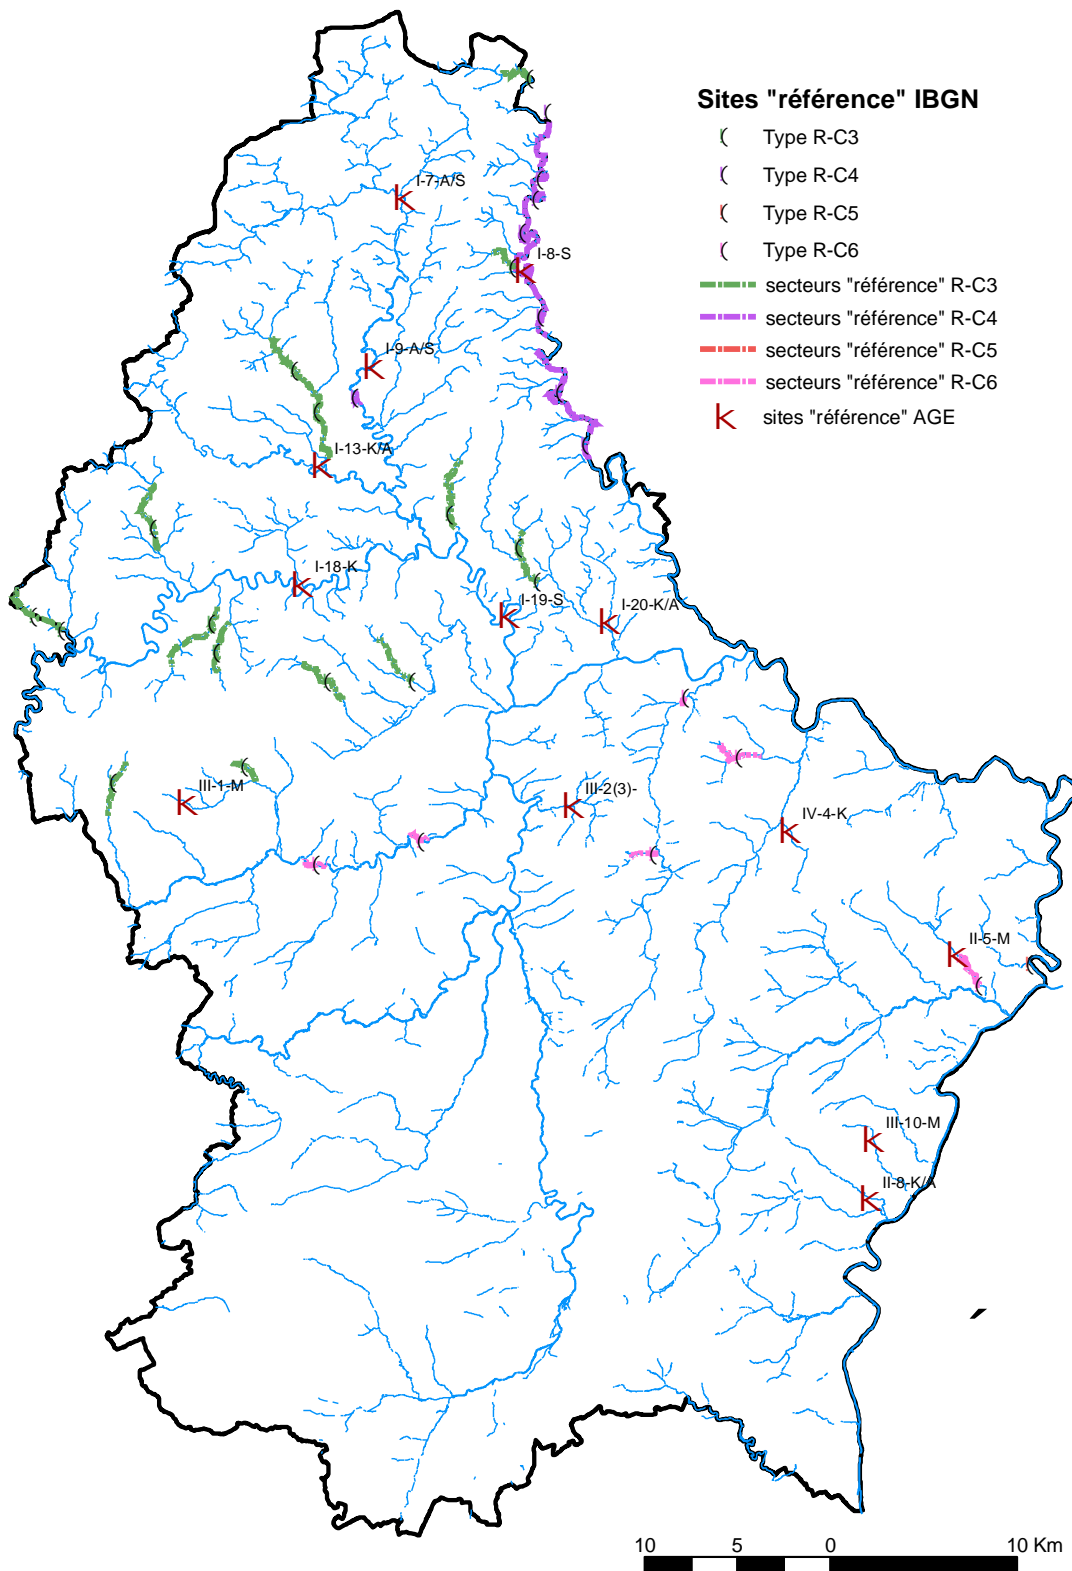 Sites "référence" IBGN
Type R-C3
Type R-C4
Type R-C5
Type R-C6
secteurs "référence" R-C3
secteurs "référence" R-C4
secteurs "référence" R-C5
secteurs "référence" R-C6
k sites "référence" AGE
I-7-A/S
k
I-8-S
k
I-9-A/S
k
I-13-K/A
k
I-18-K
k
I-19-S
k
I-20-K/A
k
III-1-M
k
III-2(3)-
k
IV-4-K
k
II-5-M
k
III-10-M
k
II-8-K/A
k
10 5 0 10 Km